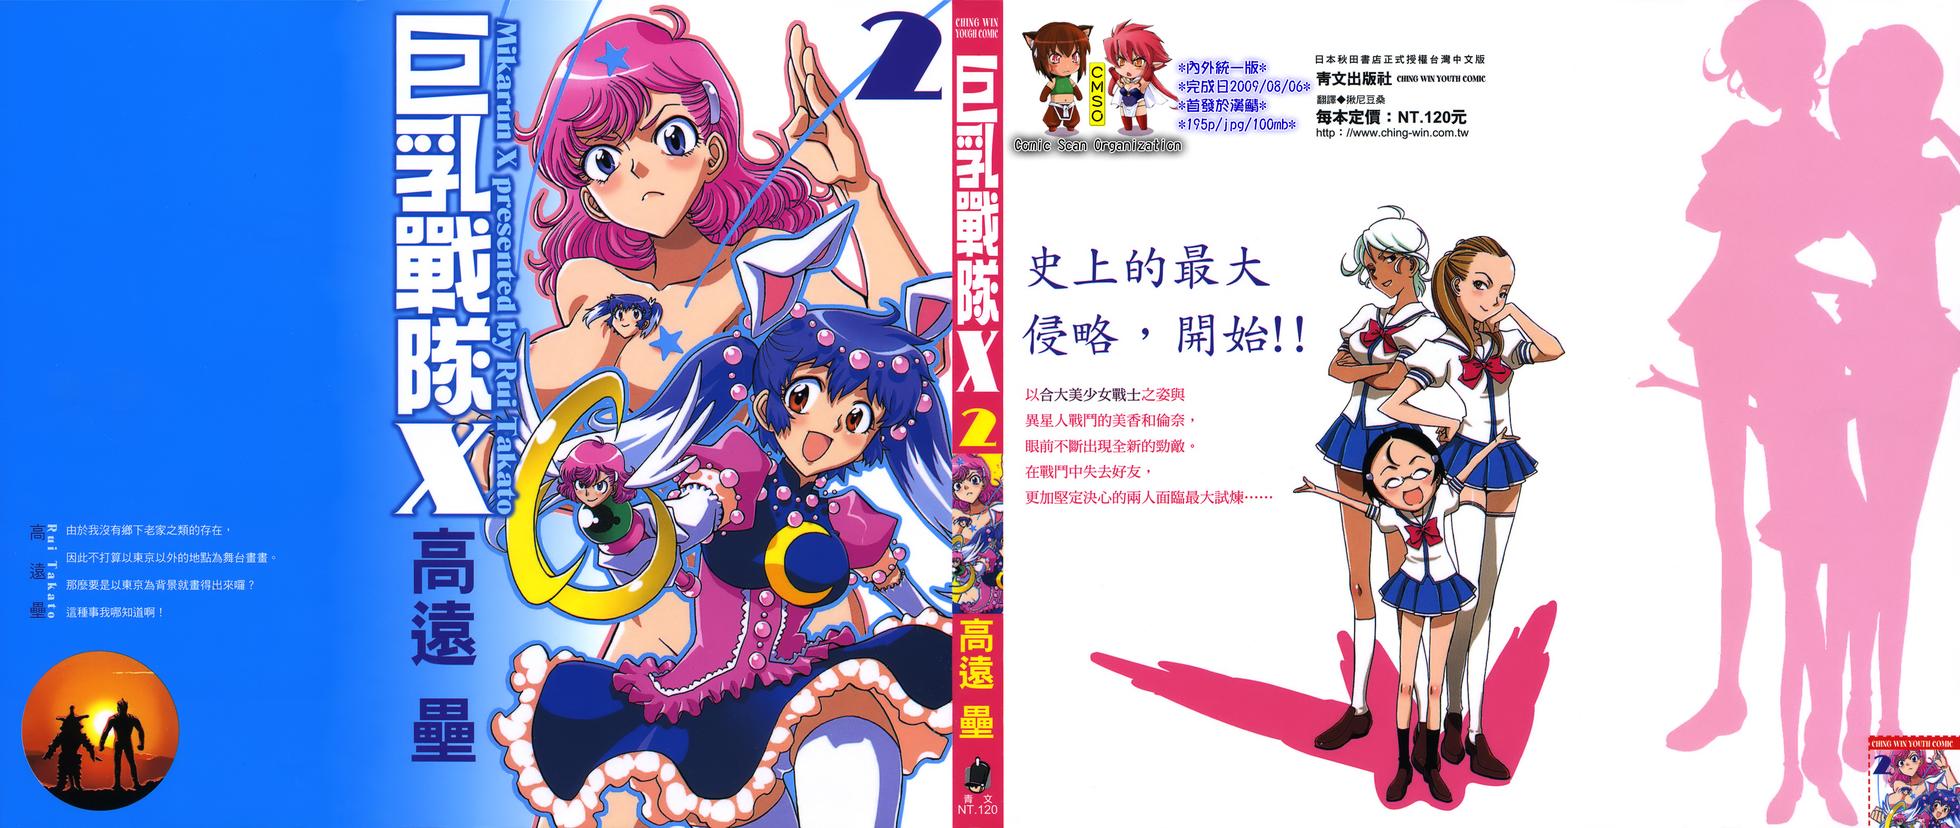 高遠壘
Rui Takato
由於我沒有鄉下老家之類的存在，
因此不打算以東京以外的地點為舞台畫畫。
那麼要是以東京為背景就畫得出來囉？
這種事我哪知道啊！
巨乳戰隊X
Mikarun X presented by Rui Takato
高遠 壘
2
CHING WIN
YOUGH COMIC
巨乳戰隊X
2
高遠 壘
青文
NT.120
CMSO
Comic Scan Organization
*內外統一版*
*完成日2009/08/06*
*首發於漢鯖*
*195p/jpg/100mb*
日本秋田書店正式授權台灣中文版
青文出版社 CHING WIN YOUTH COMIC
翻譯◆揪尼豆桑
每本定價：NT.120元
http：//www.ching-win.com.tw
史上的最大
侵略，開始!!
以合大美少女戰士之姿與
異星人戰鬥的美香和倫奈，
眼前不斷出現全新的勁敵。
在戰鬥中失去好友，
更加堅定決心的兩人面臨最大試煉……
CHING WIN YOUTH COMIC
2